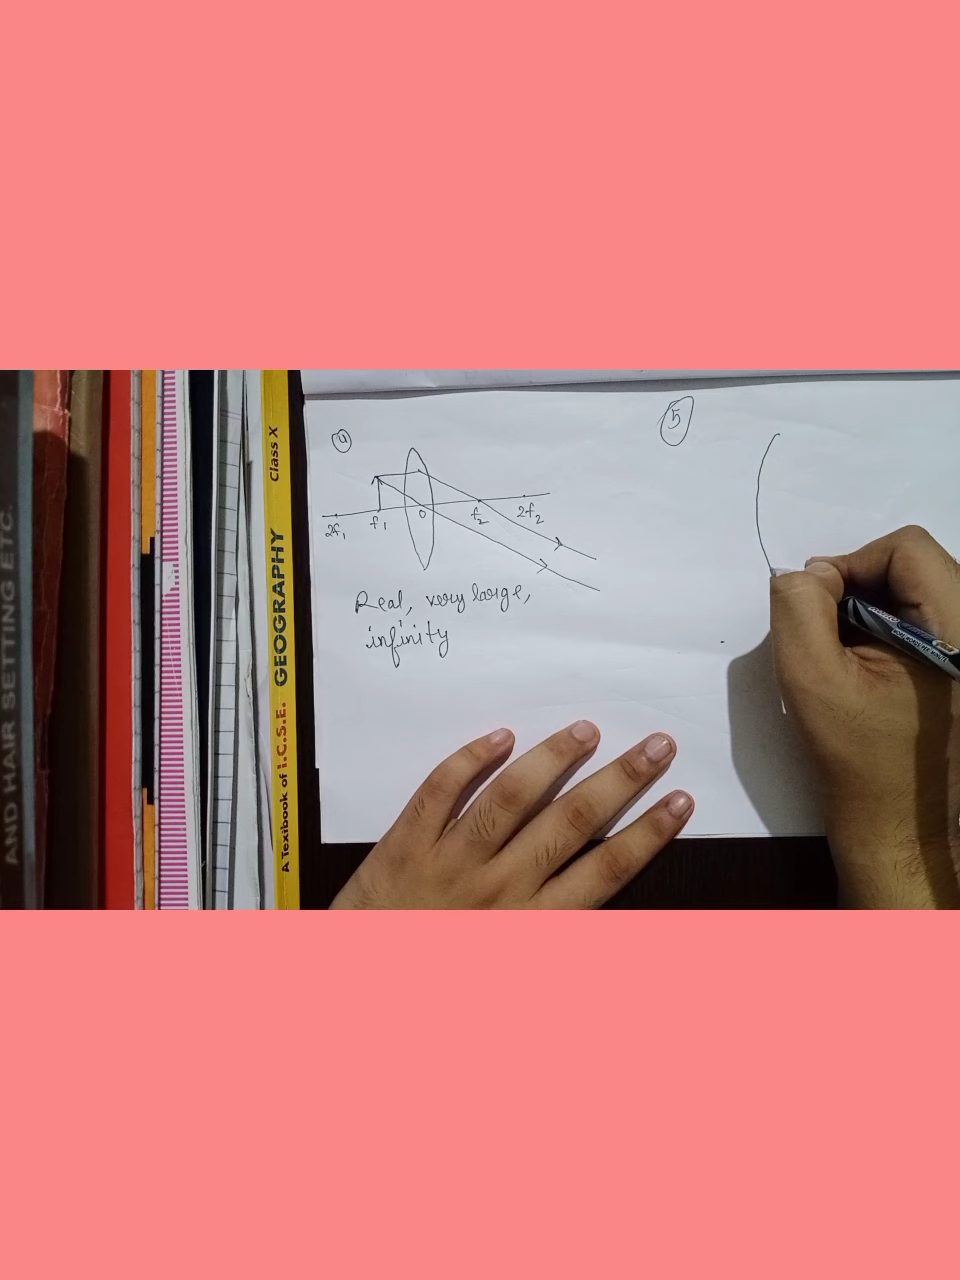 AND HAIR SETTING ETC.
A Textbook of I.C.S.E. GEOGRAPHY Class X
4
2f₁ f₁ O f₂ 2f₂
Real, very large,
infinity
5